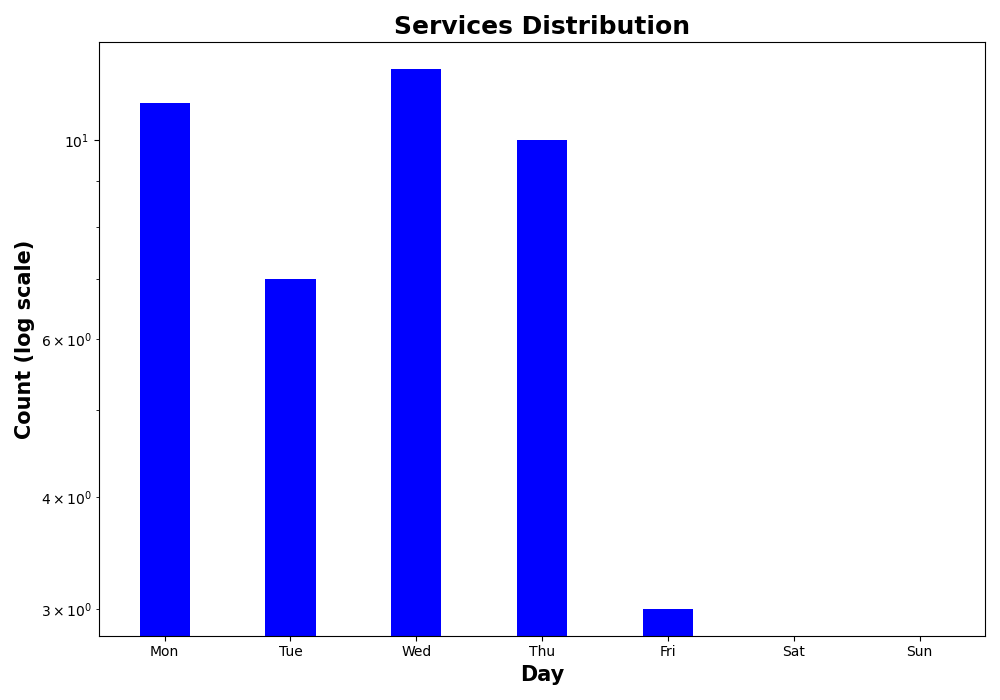 Services Distribution
Count (log scale)
10¹
6 × 10⁰
4 × 10⁰
3 × 10⁰
Mon Tue Wed Thu Fri Sat Sun
Day